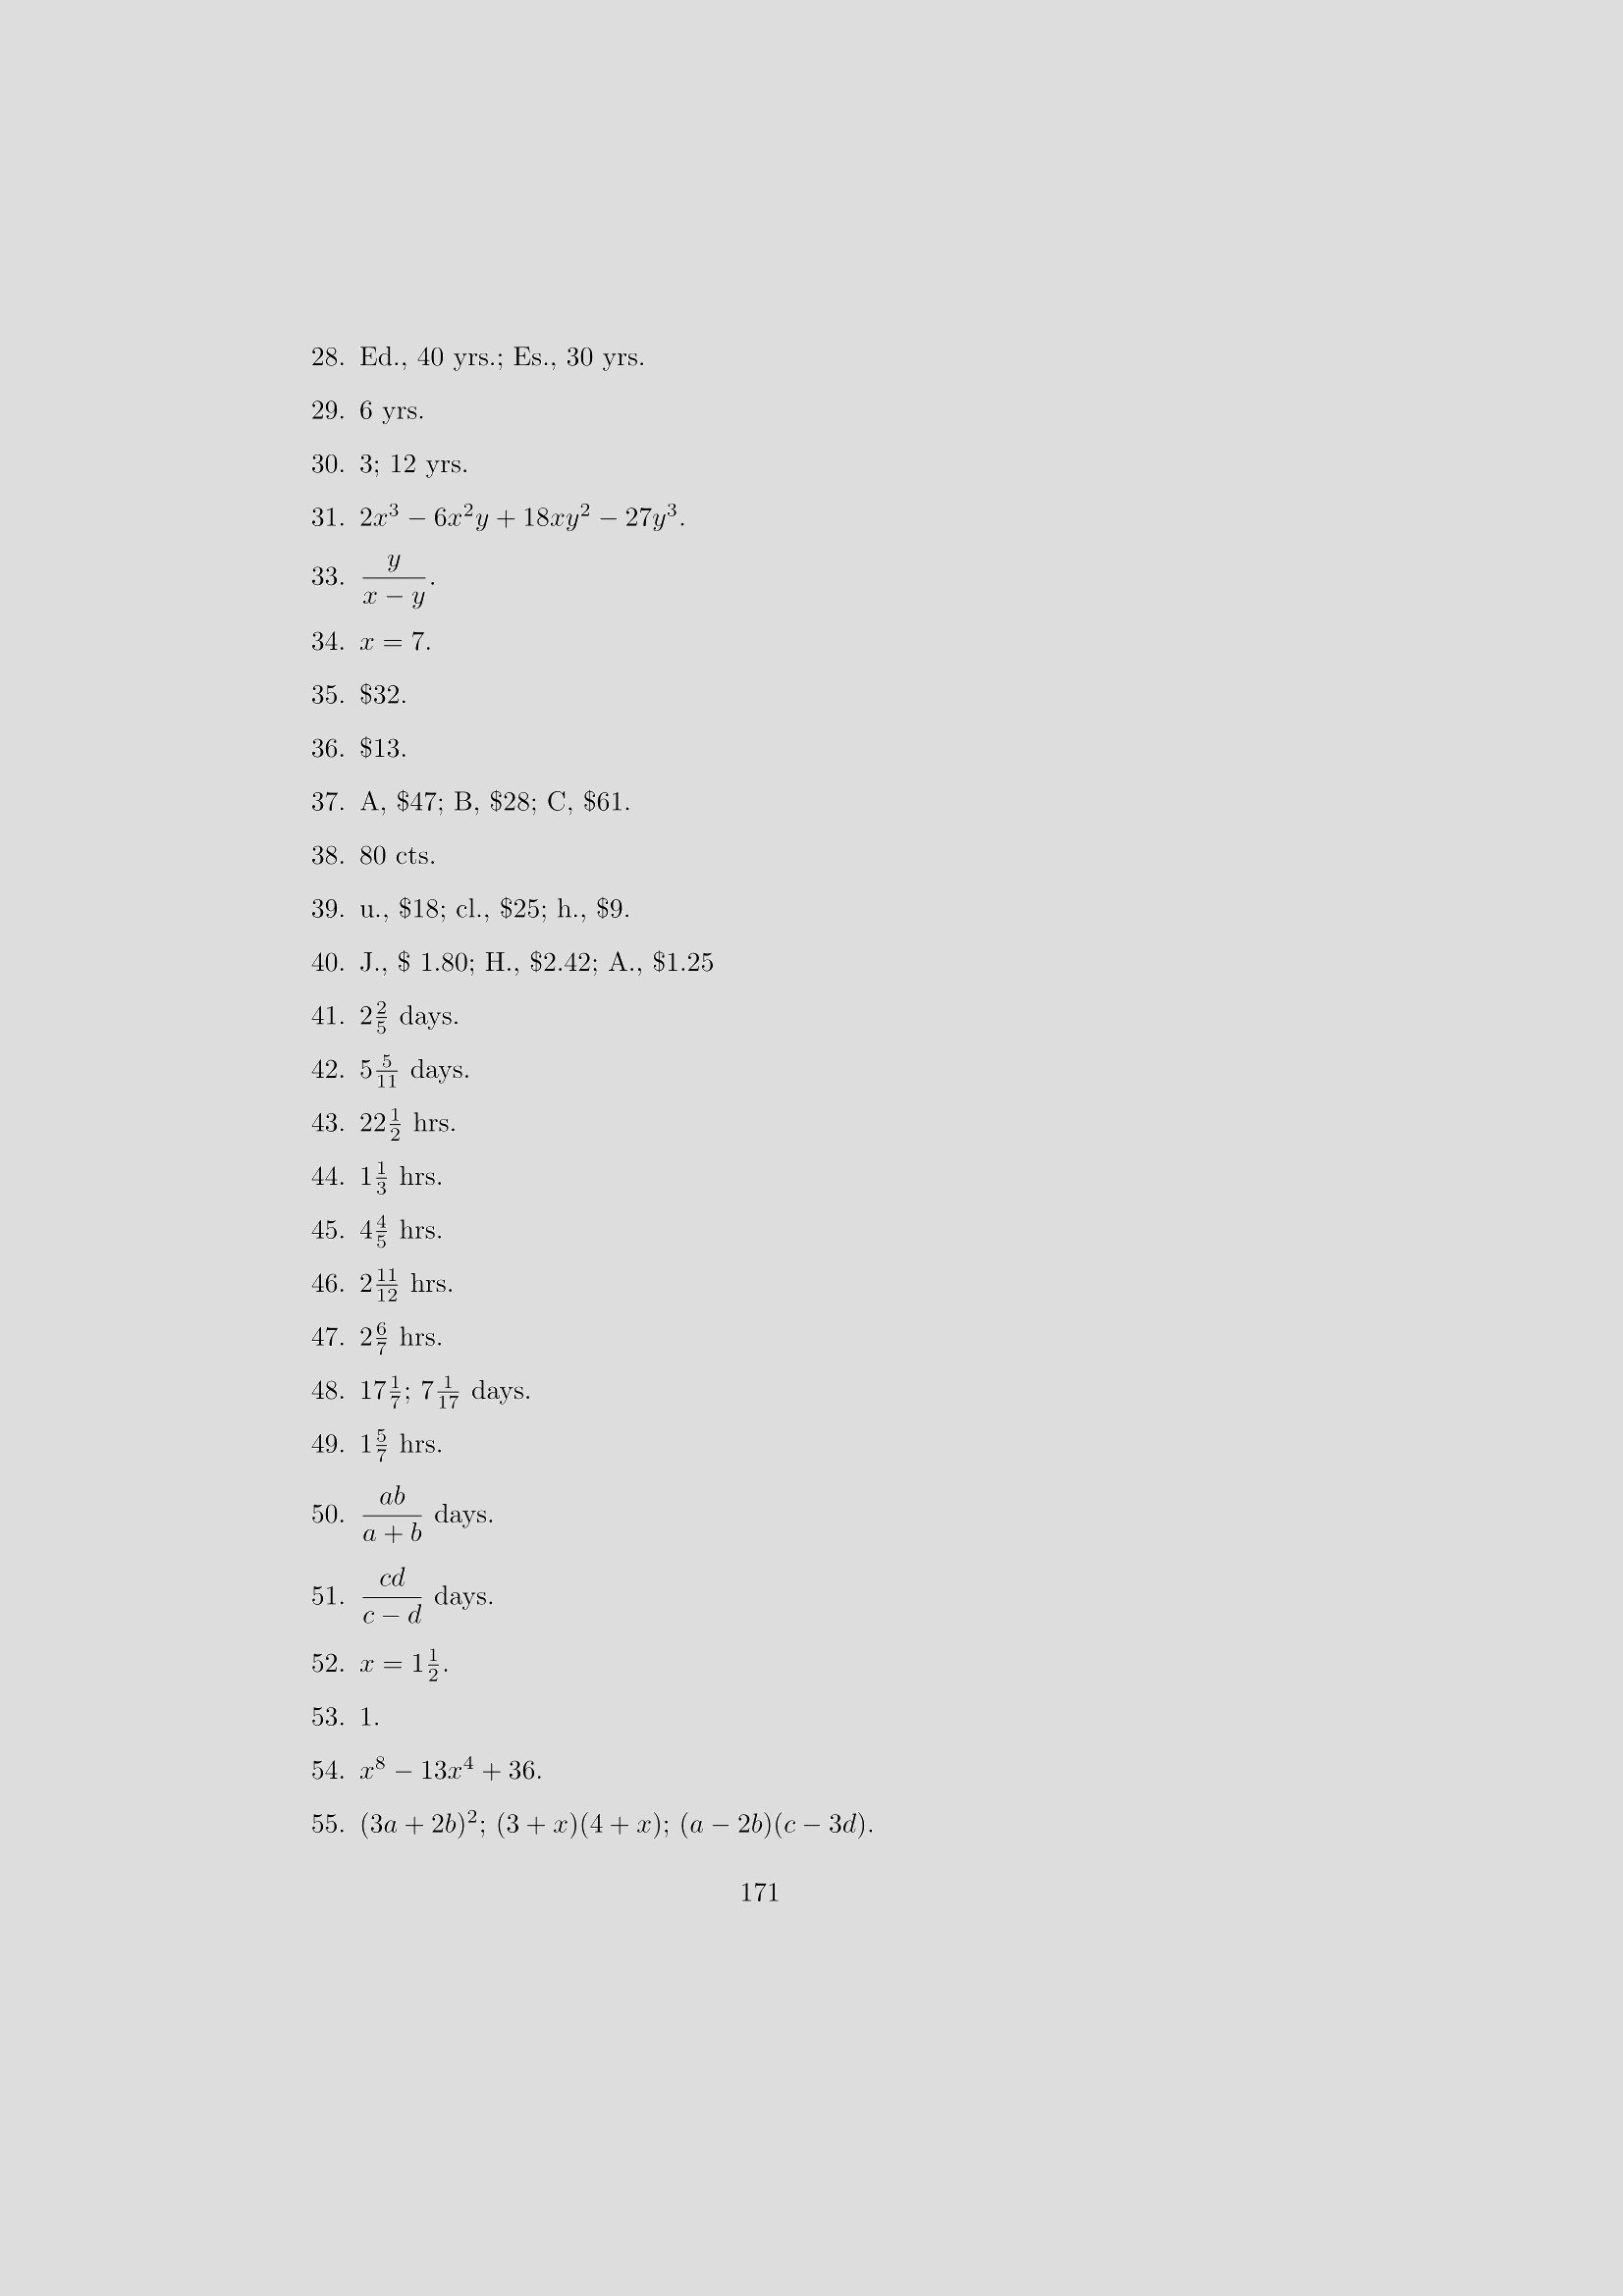 28. Ed., 40 yrs.; Es., 30 yrs.
29. 6 yrs.
30. 3; 12 yrs.
31. $2x^3 - 6x^2y + 18xy^2 - 27y^3$.
33. $\dfrac{y}{x-y}$.
34. $x = 7$.
35. $32.
36. $13.
37. A, $47; B, $28; C, $61.
38. 80 cts.
39. u., $18; cl., $25; h., $9.
40. J., $ 1.80; H., $2.42; A., $1.25
41. $2\frac{2}{5}$ days.
42. $5\frac{5}{11}$ days.
43. $22\frac{1}{2}$ hrs.
44. $1\frac{1}{3}$ hrs.
45. $4\frac{4}{5}$ hrs.
46. $2\frac{11}{12}$ hrs.
47. $2\frac{6}{7}$ hrs.
48. $17\frac{1}{7}$; $7\frac{1}{17}$ days.
49. $1\frac{5}{7}$ hrs.
50. $\dfrac{ab}{a+b}$ days.
51. $\dfrac{cd}{c-d}$ days.
52. $x = 1\frac{1}{2}$.
53. 1.
54. $x^8 - 13x^4 + 36$.
55. $(3a + 2b)^2$; $(3 + x)(4 + x)$; $(a - 2b)(c - 3d)$.
171